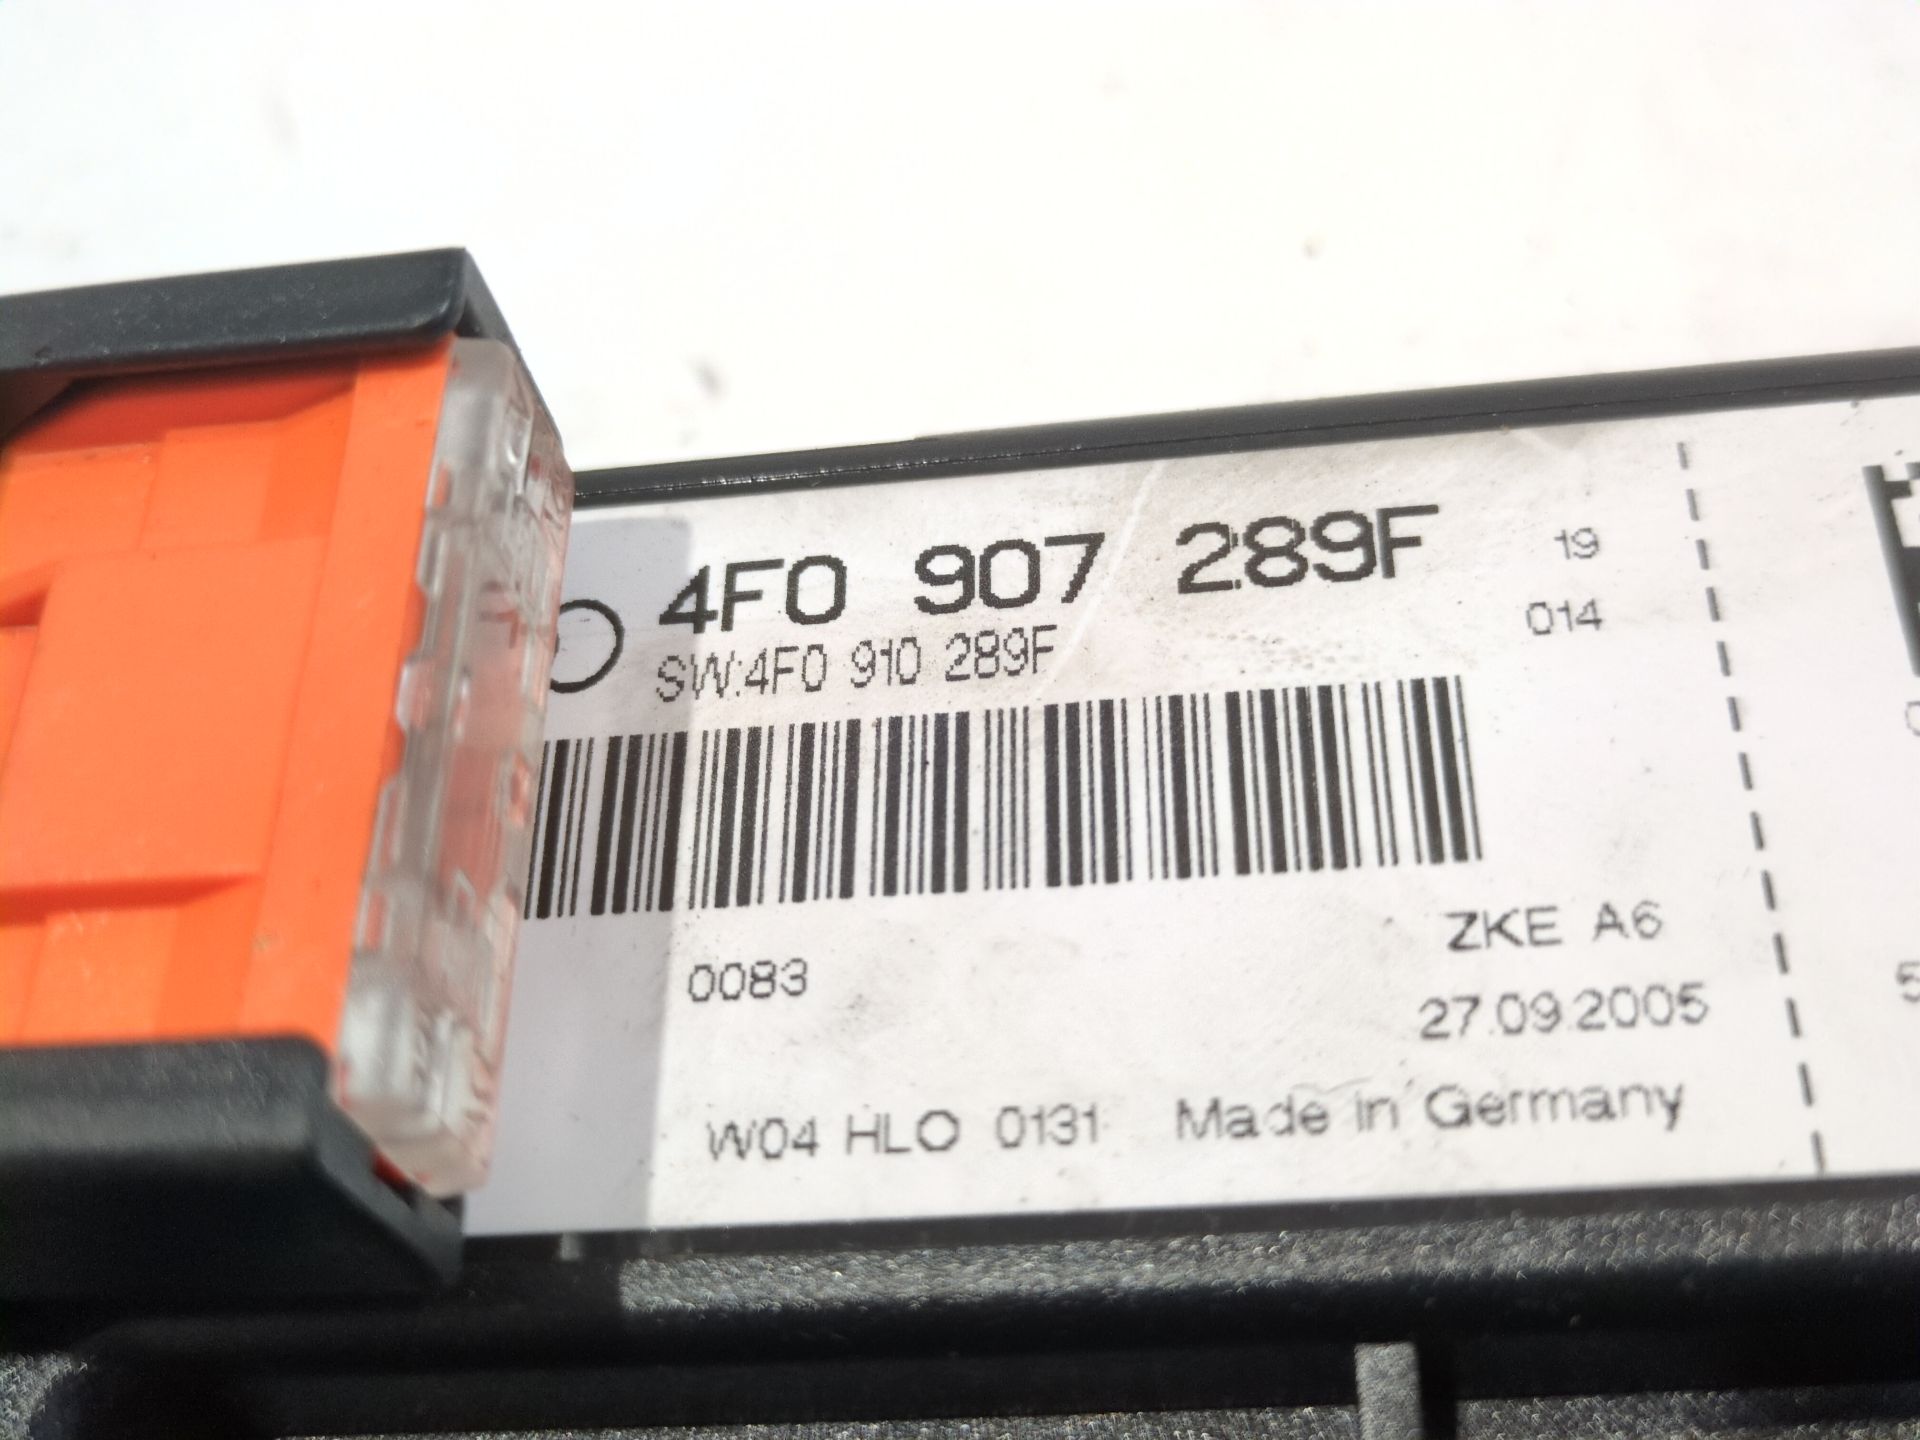 4F0 907 289F
19
SW:4F0 910 289F
014
0083
ZKE A6
27.09.2005
W04 HLO 0131 Made in Germany